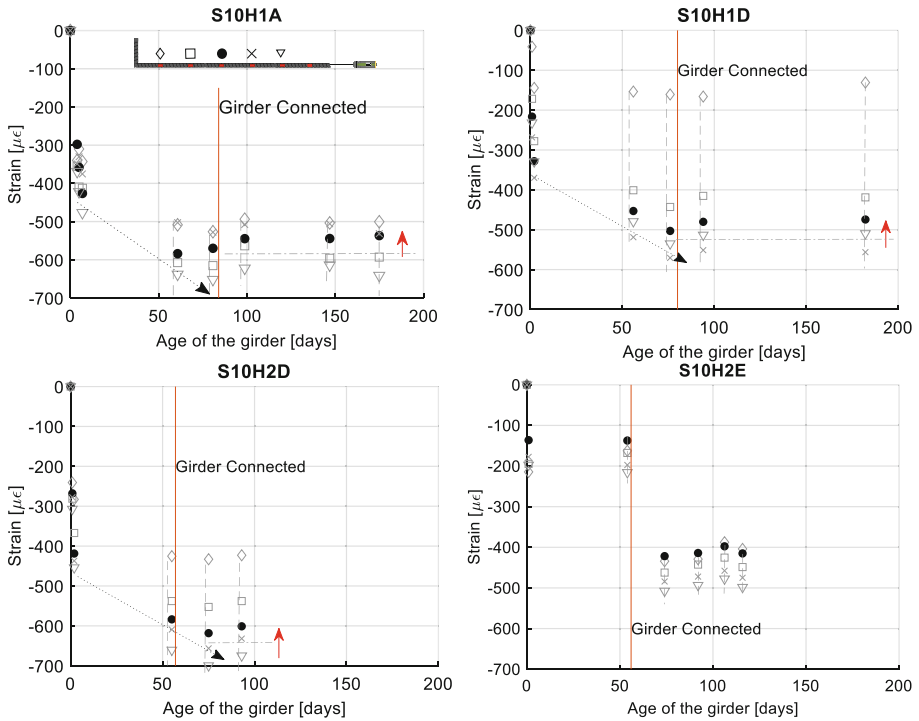 S10H1A
Strain [με]
0
-100
-200
-300
-400
-500
-600
-700
Girder Connected
0 50 100 150 200
Age of the girder [days]
S10H1D
Strain [με]
0
-100
-200
-300
-400
-500
-600
-700
Girder Connected
0 50 100 150 200
Age of the girder [days]
S10H2D
Strain [με]
0
-100
-200
-300
-400
-500
-600
-700
Girder Connected
0 50 100 150 200
Age of the girder [days]
S10H2E
Strain [με]
0
-100
-200
-300
-400
-500
-600
-700
Girder Connected
0 50 100 150 200
Age of the girder [days]